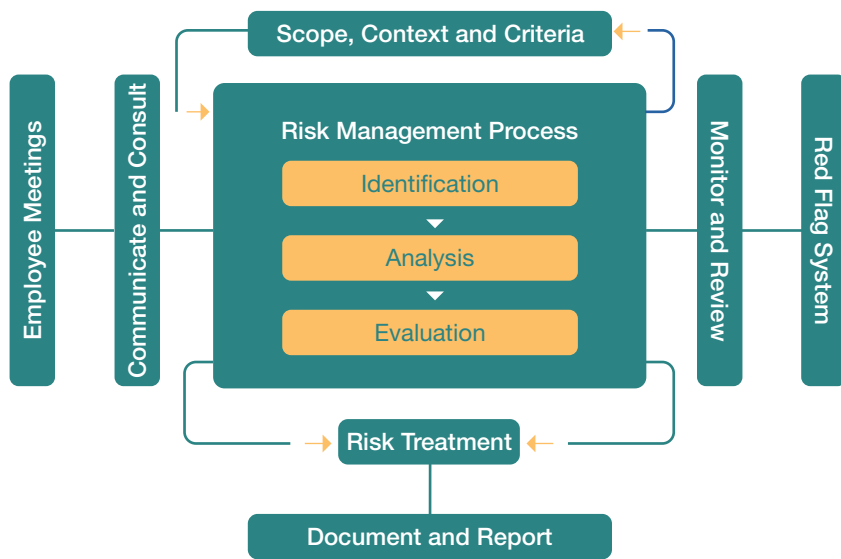 Scope, Context and Criteria
Employee Meetings
Communicate and Consult
Risk Management Process
Identification
Analysis
Evaluation
Monitor and Review
Red Flag System
Risk Treatment
Document and Report